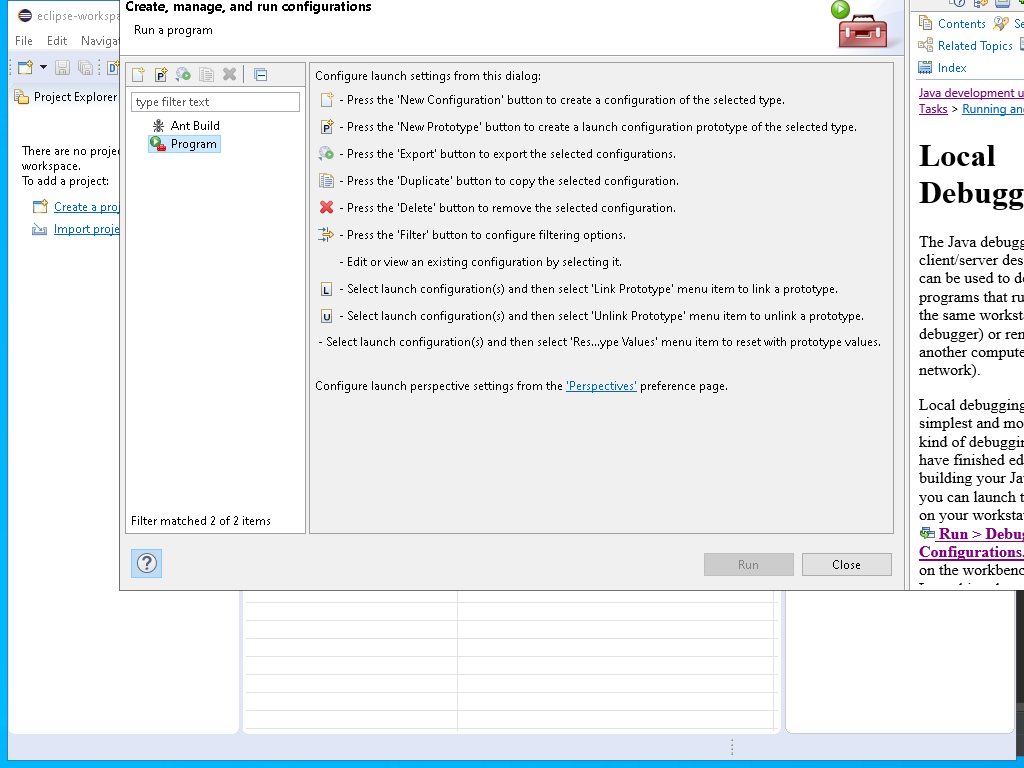 eclipse-workspa
File Edit Navigat
Project Explorer
There are no projec
workspace.
To add a project:
Create a proj
Import projec
Create, manage, and run configurations
Run a program
type filter text
Ant Build
Program
Filter matched 2 of 2 items
Configure launch settings from this dialog:
- Press the 'New Configuration' button to create a configuration of the selected type.
- Press the 'New Prototype' button to create a launch configuration prototype of the selected type.
- Press the 'Export' button to export the selected configurations.
- Press the 'Duplicate' button to copy the selected configuration.
- Press the 'Delete' button to remove the selected configuration.
- Press the 'Filter' button to configure filtering options.
- Edit or view an existing configuration by selecting it.
- Select launch configuration(s) and then select 'Link Prototype' menu item to link a prototype.
- Select launch configuration(s) and then select 'Unlink Prototype' menu item to unlink a prototype.
- Select launch configuration(s) and then select 'Res...ype Values' menu item to reset with prototype values.
Configure launch perspective settings from the 'Perspectives' preference page.
Run Close
Contents Se
Related Topics
Index
Java development u
Tasks > Running and
Local
Debugg
The Java debugg
client/server des
can be used to de
programs that ru
the same worksta
debugger) or rem
another compute
network).
Local debugging
simplest and mo
kind of debuggin
have finished ed
building your Jav
you can launch t
on your worksta
Run > Debug
Configurations.
on the workbenc